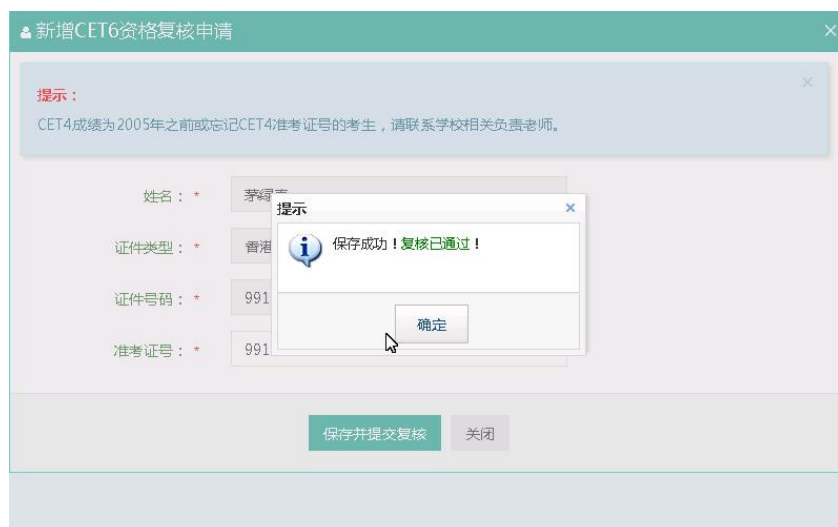 新增CET6资格复核申请
提示：
CET4成绩为2005年之前或忘记CET4准考证号的考生，请联系学校相关负责老师。
姓名： *
提示
证件类型： * 香港
保存成功！复核已通过！
证件号码： * 991
确定
准考证号： * 991
保存并提交复核 关闭